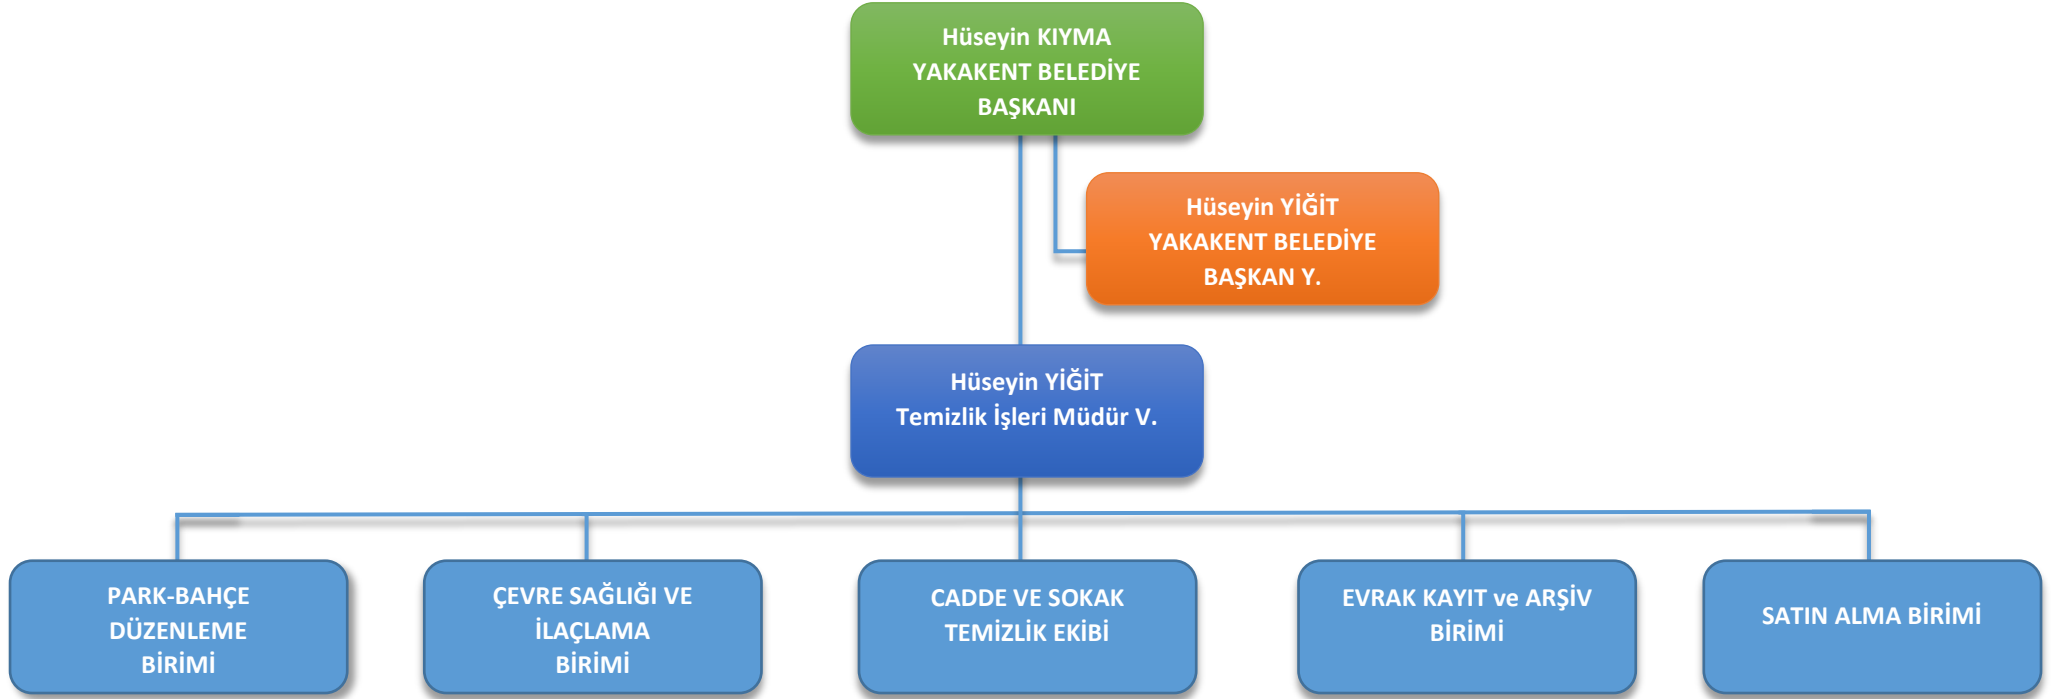 Hüseyin KIYMA
YAKAKENT BELEDİYE
BAŞKANI
Hüseyin YİĞİT
YAKAKENT BELEDİYE
BAŞKAN Y.
Hüseyin YİĞİT
Temizlik İşleri Müdür V.
PARK-BAHÇE
DÜZENLEME
BİRİMİ
ÇEVRE SAĞLIĞI VE
İLAÇLAMA
BİRİMİ
CADDE VE SOKAK
TEMİZLİK EKİBİ
EVRAK KAYIT ve ARŞİV
BİRİMİ
SATIN ALMA BİRİMİ